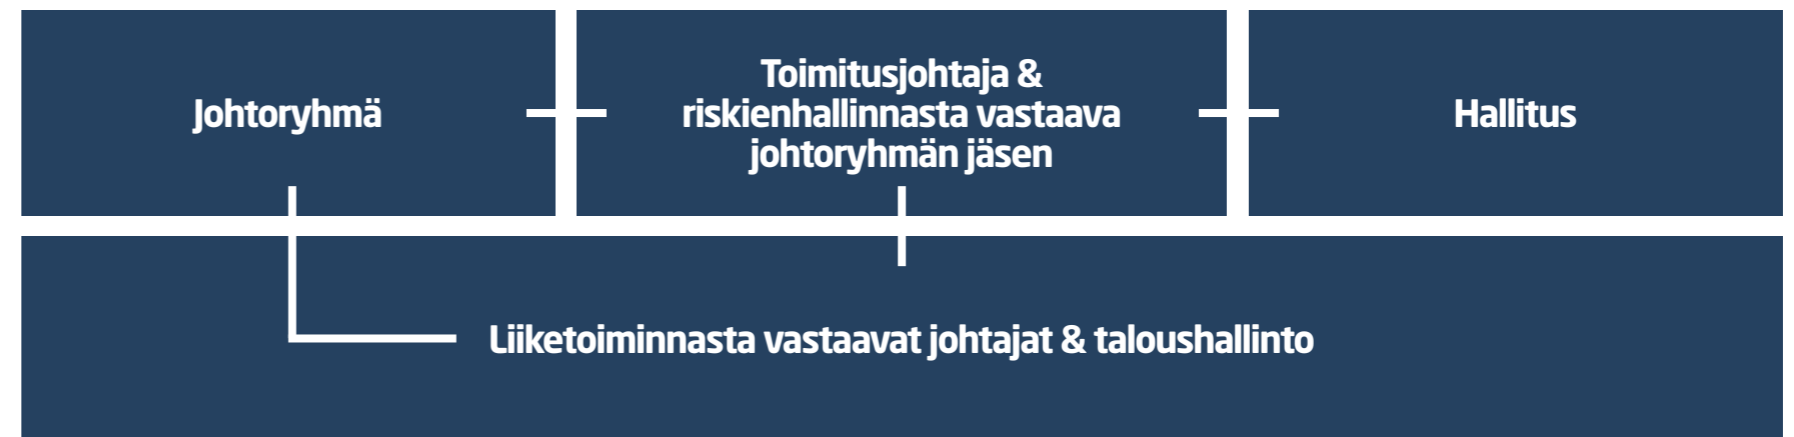 Johtoryhmä
Toimitusjohtaja &
riskienhallinnasta vastaava
johtoryhmän jäsen
Hallitus
Liiketoiminnasta vastaavat johtajat & taloushallinto